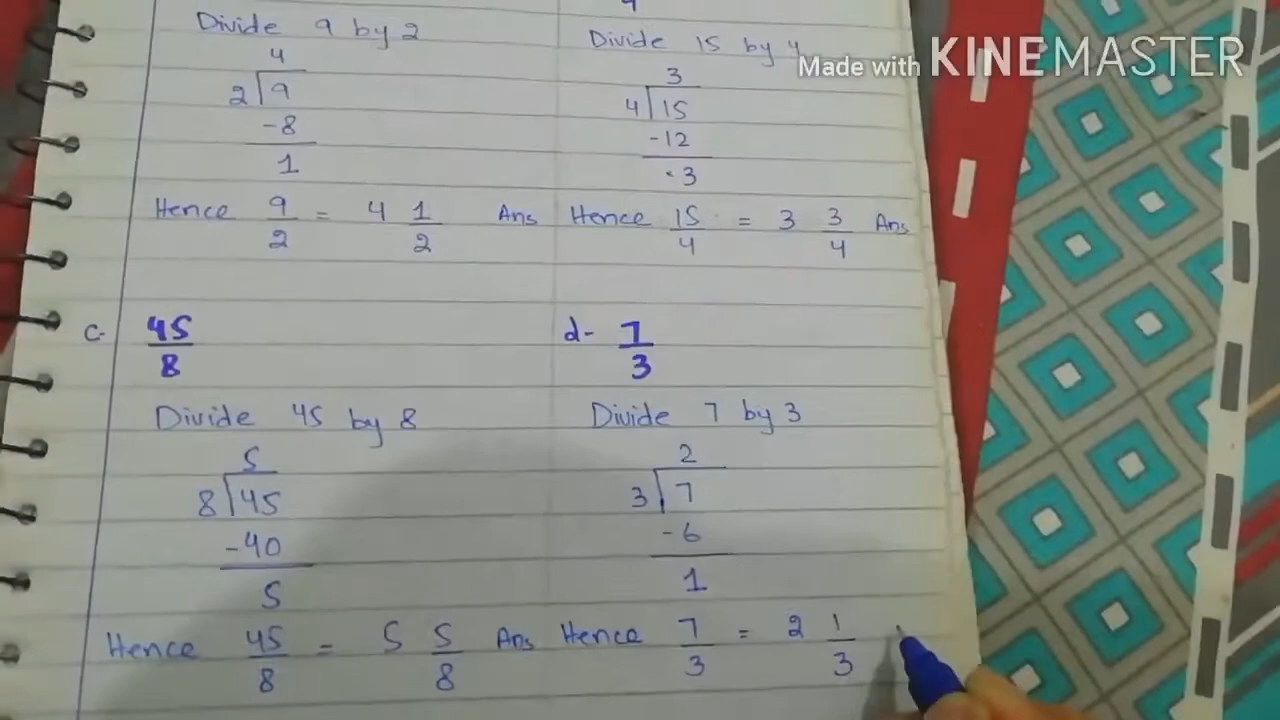 Divide 9 by 2
4
2 9
-8
1
Hence 9/2 = 4 1/2 Ans
Divide 15 by 4
3
4 15
-12
3
Hence 15/4 = 3 3/4 Ans
Made with KINEMASTER
c- 45/8
Divide 45 by 8
5
8 45
-40
5
Hence 45/8 = 5 5/8 Ans
d- 7/3
Divide 7 by 3
2
3 7
-6
1
Hence 7/3 = 2 1/3